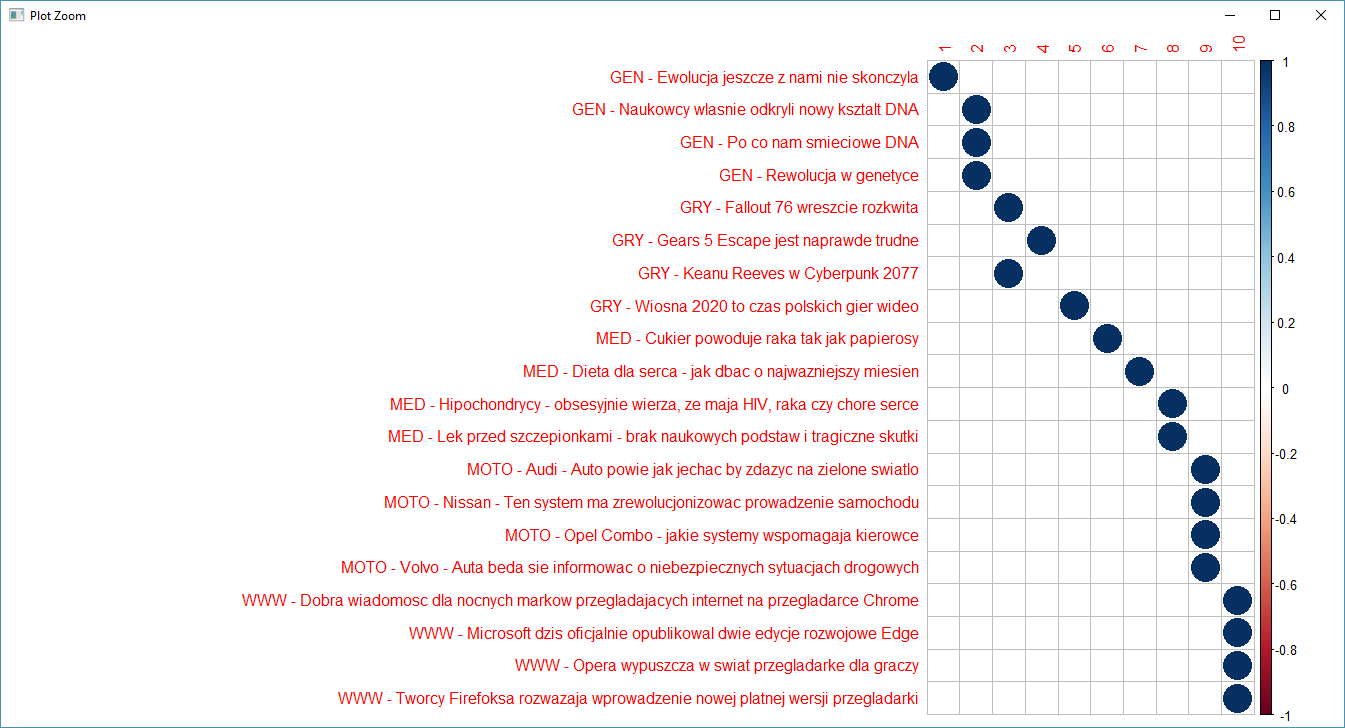 Plot Zoom
1 2 3 4 5 6 7 8 9 10
GEN - Ewolucja jeszcze z nami nie skonczyla
GEN - Naukowcy wlasnie odkryli nowy ksztalt DNA
GEN - Po co nam smieciowe DNA
GEN - Rewolucja w genetyce
GRY - Fallout 76 wreszcie rozkwita
GRY - Gears 5 Escape jest naprawde trudne
GRY - Keanu Reeves w Cyberpunk 2077
GRY - Wiosna 2020 to czas polskich gier wideo
MED - Cukier powoduje raka tak jak papierosy
MED - Dieta dla serca - jak dbac o najwazniejszy miesien
MED - Hipochondrycy - obsesyjnie wierza, ze maja HIV, raka czy chore serce
MED - Lek przed szczepionkami - brak naukowych podstaw i tragiczne skutki
MOTO - Audi - Auto powie jak jechac by zdazyc na zielone swiatlo
MOTO - Nissan - Ten system ma zrewolucjonizowac prowadzenie samochodu
MOTO - Opel Combo - jakie systemy wspomagaja kierowce
MOTO - Volvo - Auta beda sie informowac o niebezpiecznych sytuacjach drogowych
WWW - Dobra wiadomosc dla nocnych markow przegladajacych internet na przegladarce Chrome
WWW - Microsoft dzis oficjalnie opublikowal dwie edycje rozwojowe Edge
WWW - Opera wypuszcza w swiat przegladarke dla graczy
WWW - Tworcy Firefoksa rozwazaja wprowadzenie nowej platnej wersji przegladarki
1
0.8
0.6
0.4
0.2
0
-0.2
-0.4
-0.6
-0.8
-1